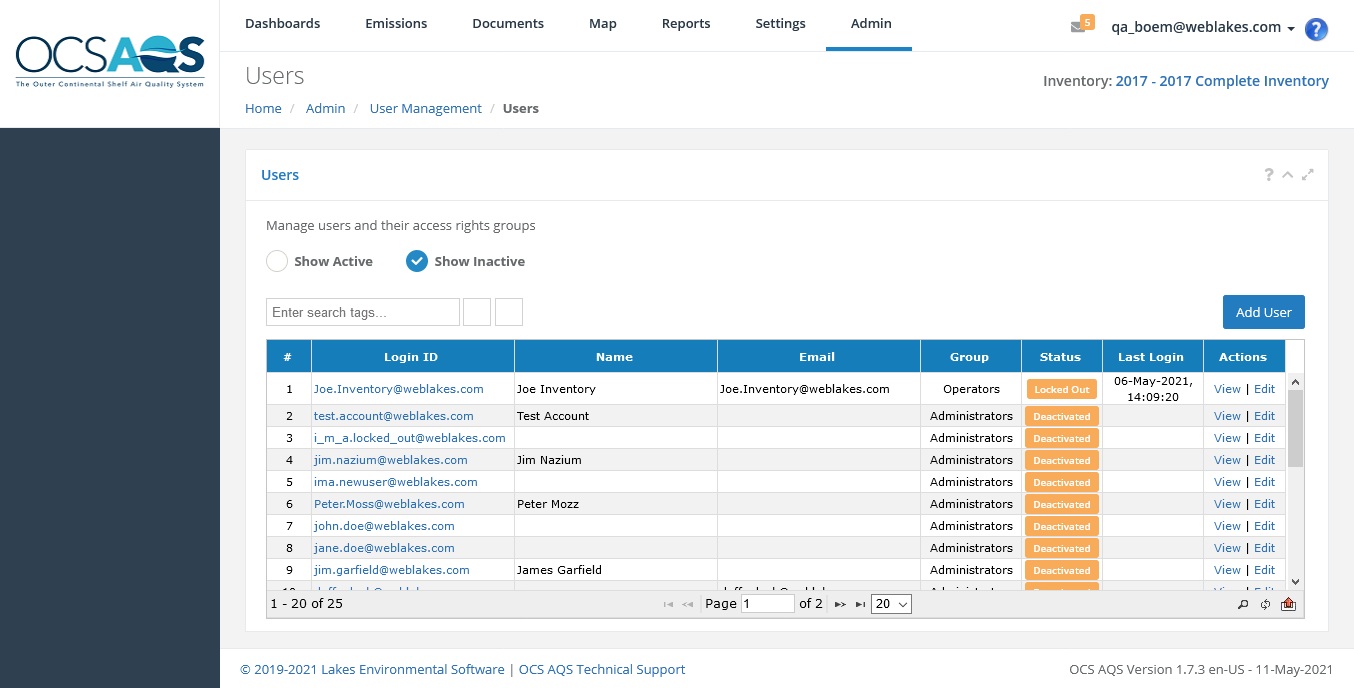 OCSAQS
The Outer Continental Shelf Air Quality System
Dashboards Emissions Documents Map Reports Settings Admin 5 qa_boem@weblakes.com ?
Users
Inventory: 2017 - 2017 Complete Inventory
Home / Admin / User Management / Users
Users ?
Manage users and their access rights groups
Show Active Show Inactive
Enter search tags... Add User
# Login ID Name Email Group Status Last Login Actions
1 Joe.Inventory@weblakes.com Joe Inventory Joe.Inventory@weblakes.com Operators Locked Out 06-May-2021, 14:09:20 View | Edit
2 test.account@weblakes.com Test Account Administrators Deactivated View | Edit
3 i_m_a.locked_out@weblakes.com Administrators Deactivated View | Edit
4 jim.nazium@weblakes.com Jim Nazium Administrators Deactivated View | Edit
5 ima.newuser@weblakes.com Administrators Deactivated View | Edit
6 Peter.Moss@weblakes.com Peter Mozz Administrators Deactivated View | Edit
7 john.doe@weblakes.com Administrators Deactivated View | Edit
8 jane.doe@weblakes.com Administrators Deactivated View | Edit
9 jim.garfield@weblakes.com James Garfield Administrators Deactivated View | Edit
1 - 20 of 25 Page 1 of 2 20
© 2019-2021 Lakes Environmental Software | OCS AQS Technical Support OCS AQS Version 1.7.3 en-US - 11-May-2021